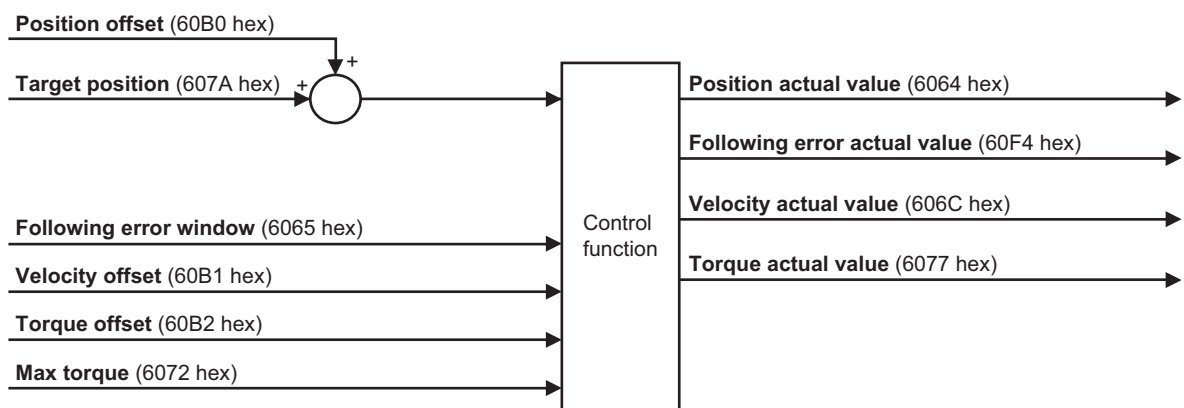 Position offset (60B0 hex)
+
Target position (607A hex)
+
Following error window (6065 hex)
Velocity offset (60B1 hex)
Torque offset (60B2 hex)
Max torque (6072 hex)
Control
function
Position actual value (6064 hex)
Following error actual value (60F4 hex)
Velocity actual value (606C hex)
Torque actual value (6077 hex)